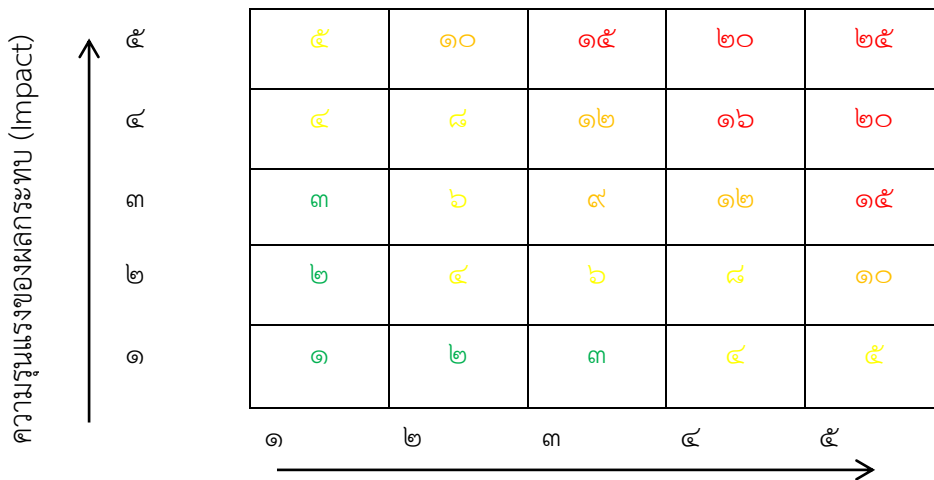 ความรุนแรงของผลกระทบ (Impact)
๕ ๕ ๑๐ ๑๕ ๒๐ ๒๕
๔ ๔ ๘ ๑๒ ๑๖ ๒๐
๓ ๓ ๖ ๙ ๑๒ ๑๕
๒ ๒ ๔ ๖ ๘ ๑๐
๑ ๑ ๒ ๓ ๔ ๕
๑ ๒ ๓ ๔ ๕